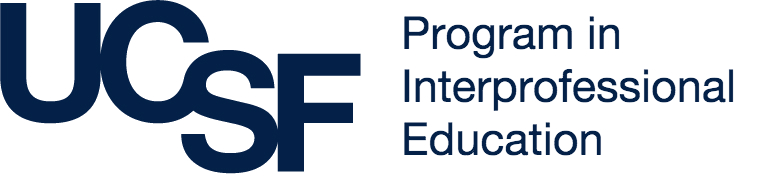 UCSF
Program in
Interprofessional
Education